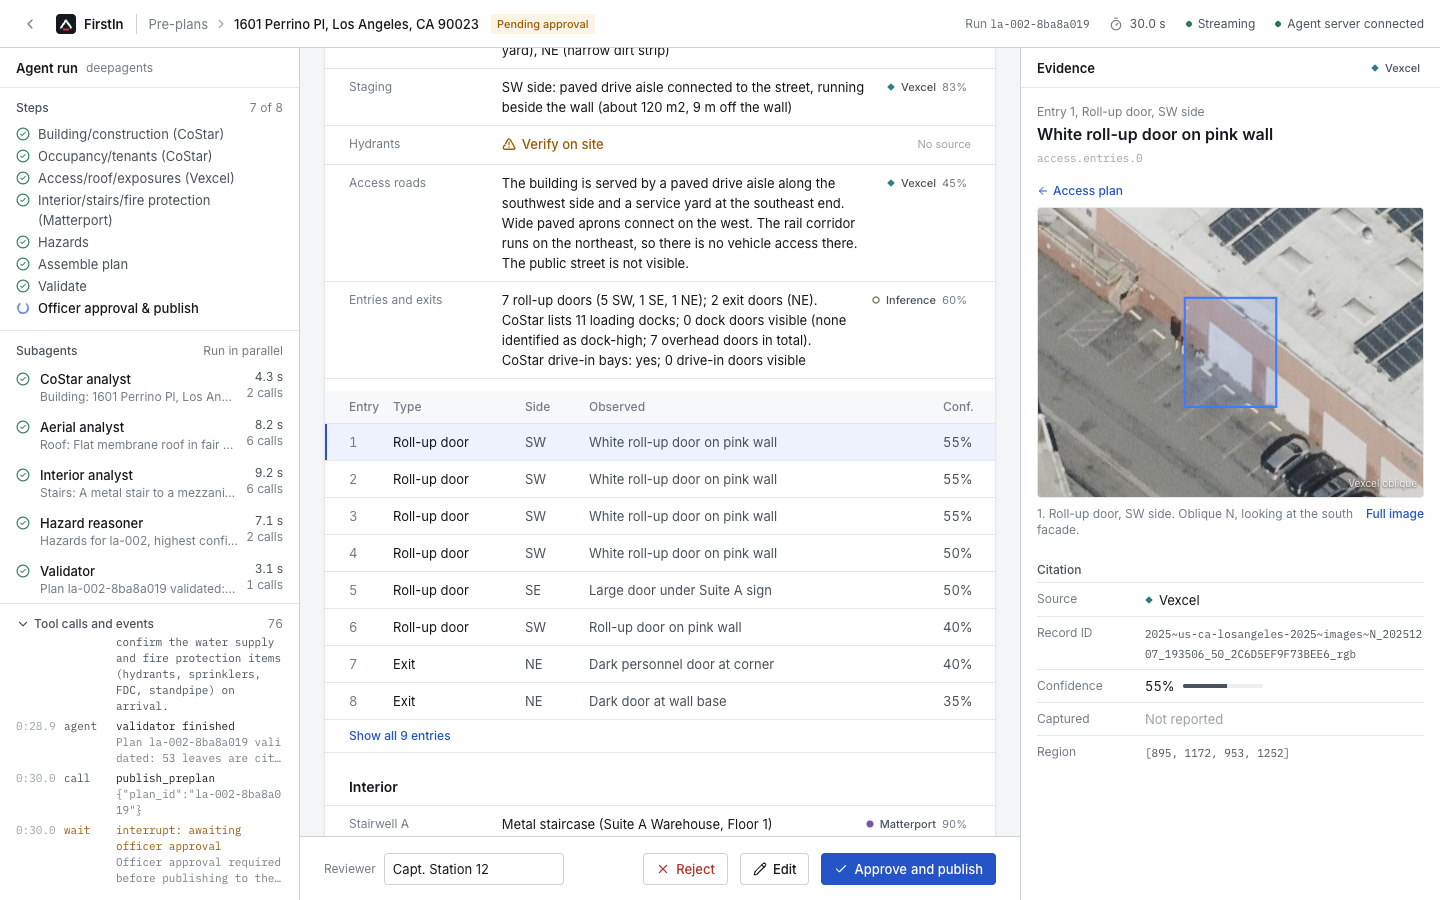 FirstIn
Pre-plans
1601 Perrino Pl, Los Angeles, CA 90023
Pending approval
Run la-002-8ba8a019
30.0 s
Streaming
Agent server connected
Agent run deepagents
Steps 7 of 8
Building/construction (CoStar)
Occupancy/tenants (CoStar)
Access/roof/exposures (Vexcel)
Interior/stairs/fire protection
(Matterport)
Hazards
Assemble plan
Validate
Officer approval & publish
Subagents Run in parallel
CoStar analyst 4.3 s
Building: 1601 Perrino Pl, Los An... 2 calls
Aerial analyst 8.2 s
Roof: Flat membrane roof in fair ... 6 calls
Interior analyst 9.2 s
Stairs: A metal stair to a mezzani... 6 calls
Hazard reasoner 7.1 s
Hazards for la-002, highest confi... 2 calls
Validator 3.1 s
Plan la-002-8ba8a019 validated:... 1 calls
Tool calls and events 76
confirm the water supply
and fire protection items
(hydrants, sprinklers,
FDC, standpipe) on
arrival.
0:28.9 agent validator finished
Plan la-002-8ba8a019 vali
dated: 53 leaves are cit…
0:30.0 call publish_preplan
{"plan_id":"la-002-8ba8a0
19"}
0:30.0 wait interrupt: awaiting
officer approval
Officer approval required
before publishing to the…
yard), NE (narrow dirt strip)
Staging SW side: paved drive aisle connected to the street, running Vexcel 83%
beside the wall (about 120 m2, 9 m off the wall)
Hydrants Verify on site No source
Access roads The building is served by a paved drive aisle along the Vexcel 45%
southwest side and a service yard at the southeast end.
Wide paved aprons connect on the west. The rail corridor
runs on the northeast, so there is no vehicle access there.
The public street is not visible.
Entries and exits 7 roll-up doors (5 SW, 1 SE, 1 NE); 2 exit doors (NE). Inference 60%
CoStar lists 11 loading docks; 0 dock doors visible (none
identified as dock-high; 7 overhead doors in total).
CoStar drive-in bays: yes; 0 drive-in doors visible
Entry Type Side Observed Conf.
1 Roll-up door SW White roll-up door on pink wall 55%
2 Roll-up door SW White roll-up door on pink wall 55%
3 Roll-up door SW White roll-up door on pink wall 55%
4 Roll-up door SW White roll-up door on pink wall 50%
5 Roll-up door SE Large door under Suite A sign 50%
6 Roll-up door SW Roll-up door on pink wall 40%
7 Exit NE Dark personnel door at corner 40%
8 Exit NE Dark door at wall base 35%
Show all 9 entries
Interior
Stairwell A Metal staircase (Suite A Warehouse, Floor 1) Matterport 90%
Reviewer Capt. Station 12 Reject Edit Approve and publish
Evidence Vexcel
Entry 1, Roll-up door, SW side
White roll-up door on pink wall
access.entries.0
Access plan
Vexcel oblique
1. Roll-up door, SW side. Oblique N, looking at the south Full image
facade.
Citation
Source Vexcel
Record ID 2025~us-ca-losangeles-2025~images~N_202512
07_193506_50_2C6D5EF9F73BEE6_rgb
Confidence 55%
Captured Not reported
Region [895, 1172, 953, 1252]